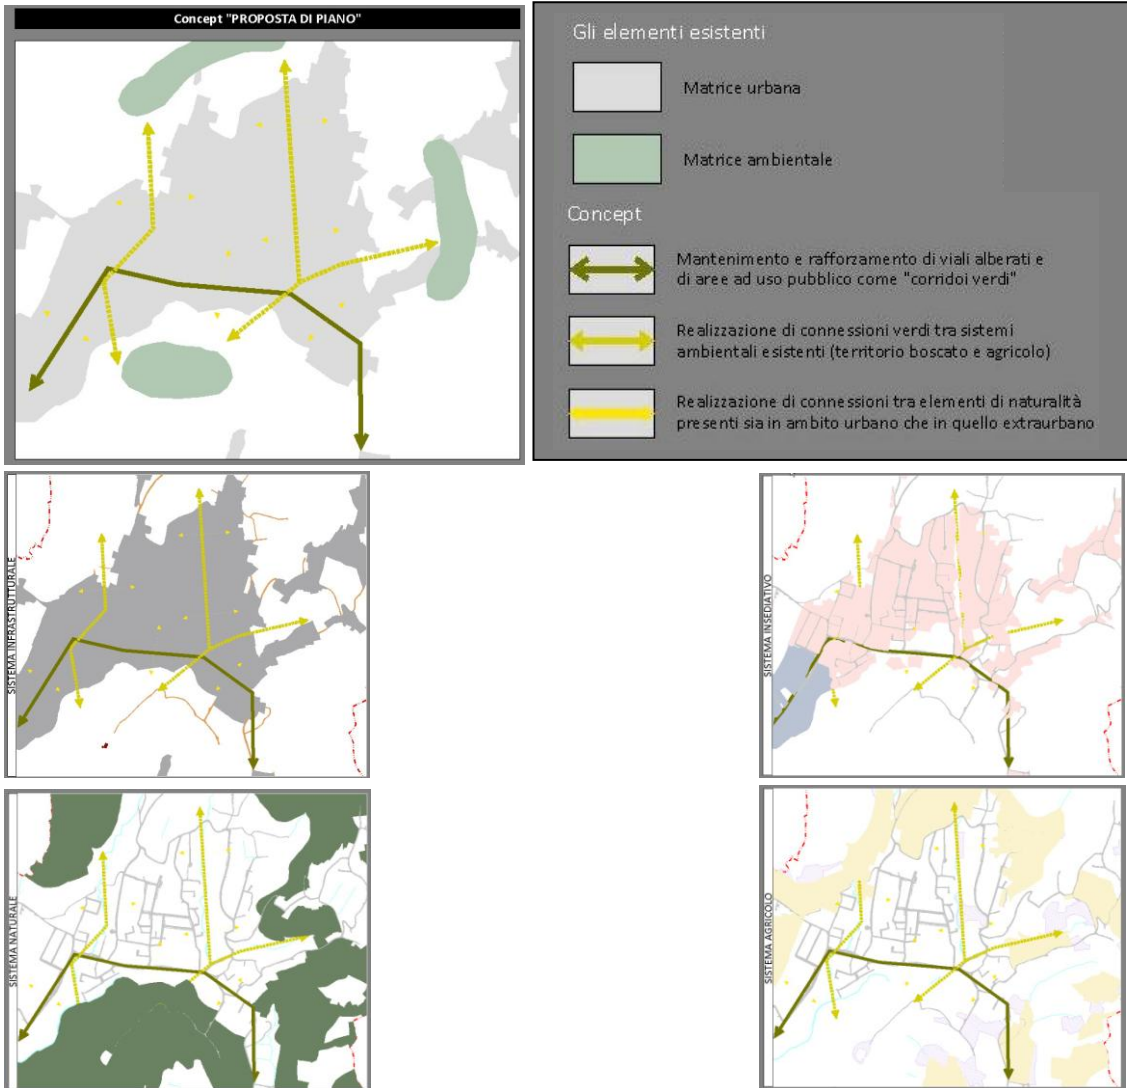 Concept "PROPOSTA DI PIANO"
Gli elementi esistenti
Matrice urbana
Matrice ambientale
Concept
Mantenimento e rafforzamento di viali alberati e
di aree ad uso pubblico come "corridoi verdi"
Realizzazione di connessioni verdi tra sistemi
ambientali esistenti (territorio boscato e agricolo)
Realizzazione di connessioni tra elementi di naturalità
presenti sia in ambito urbano che in quello extraurbano
SISTEMA INFRASTRUTTURALE
SISTEMA INSEDIATIVO
SISTEMA NATURALE
SISTEMA AGRICOLO